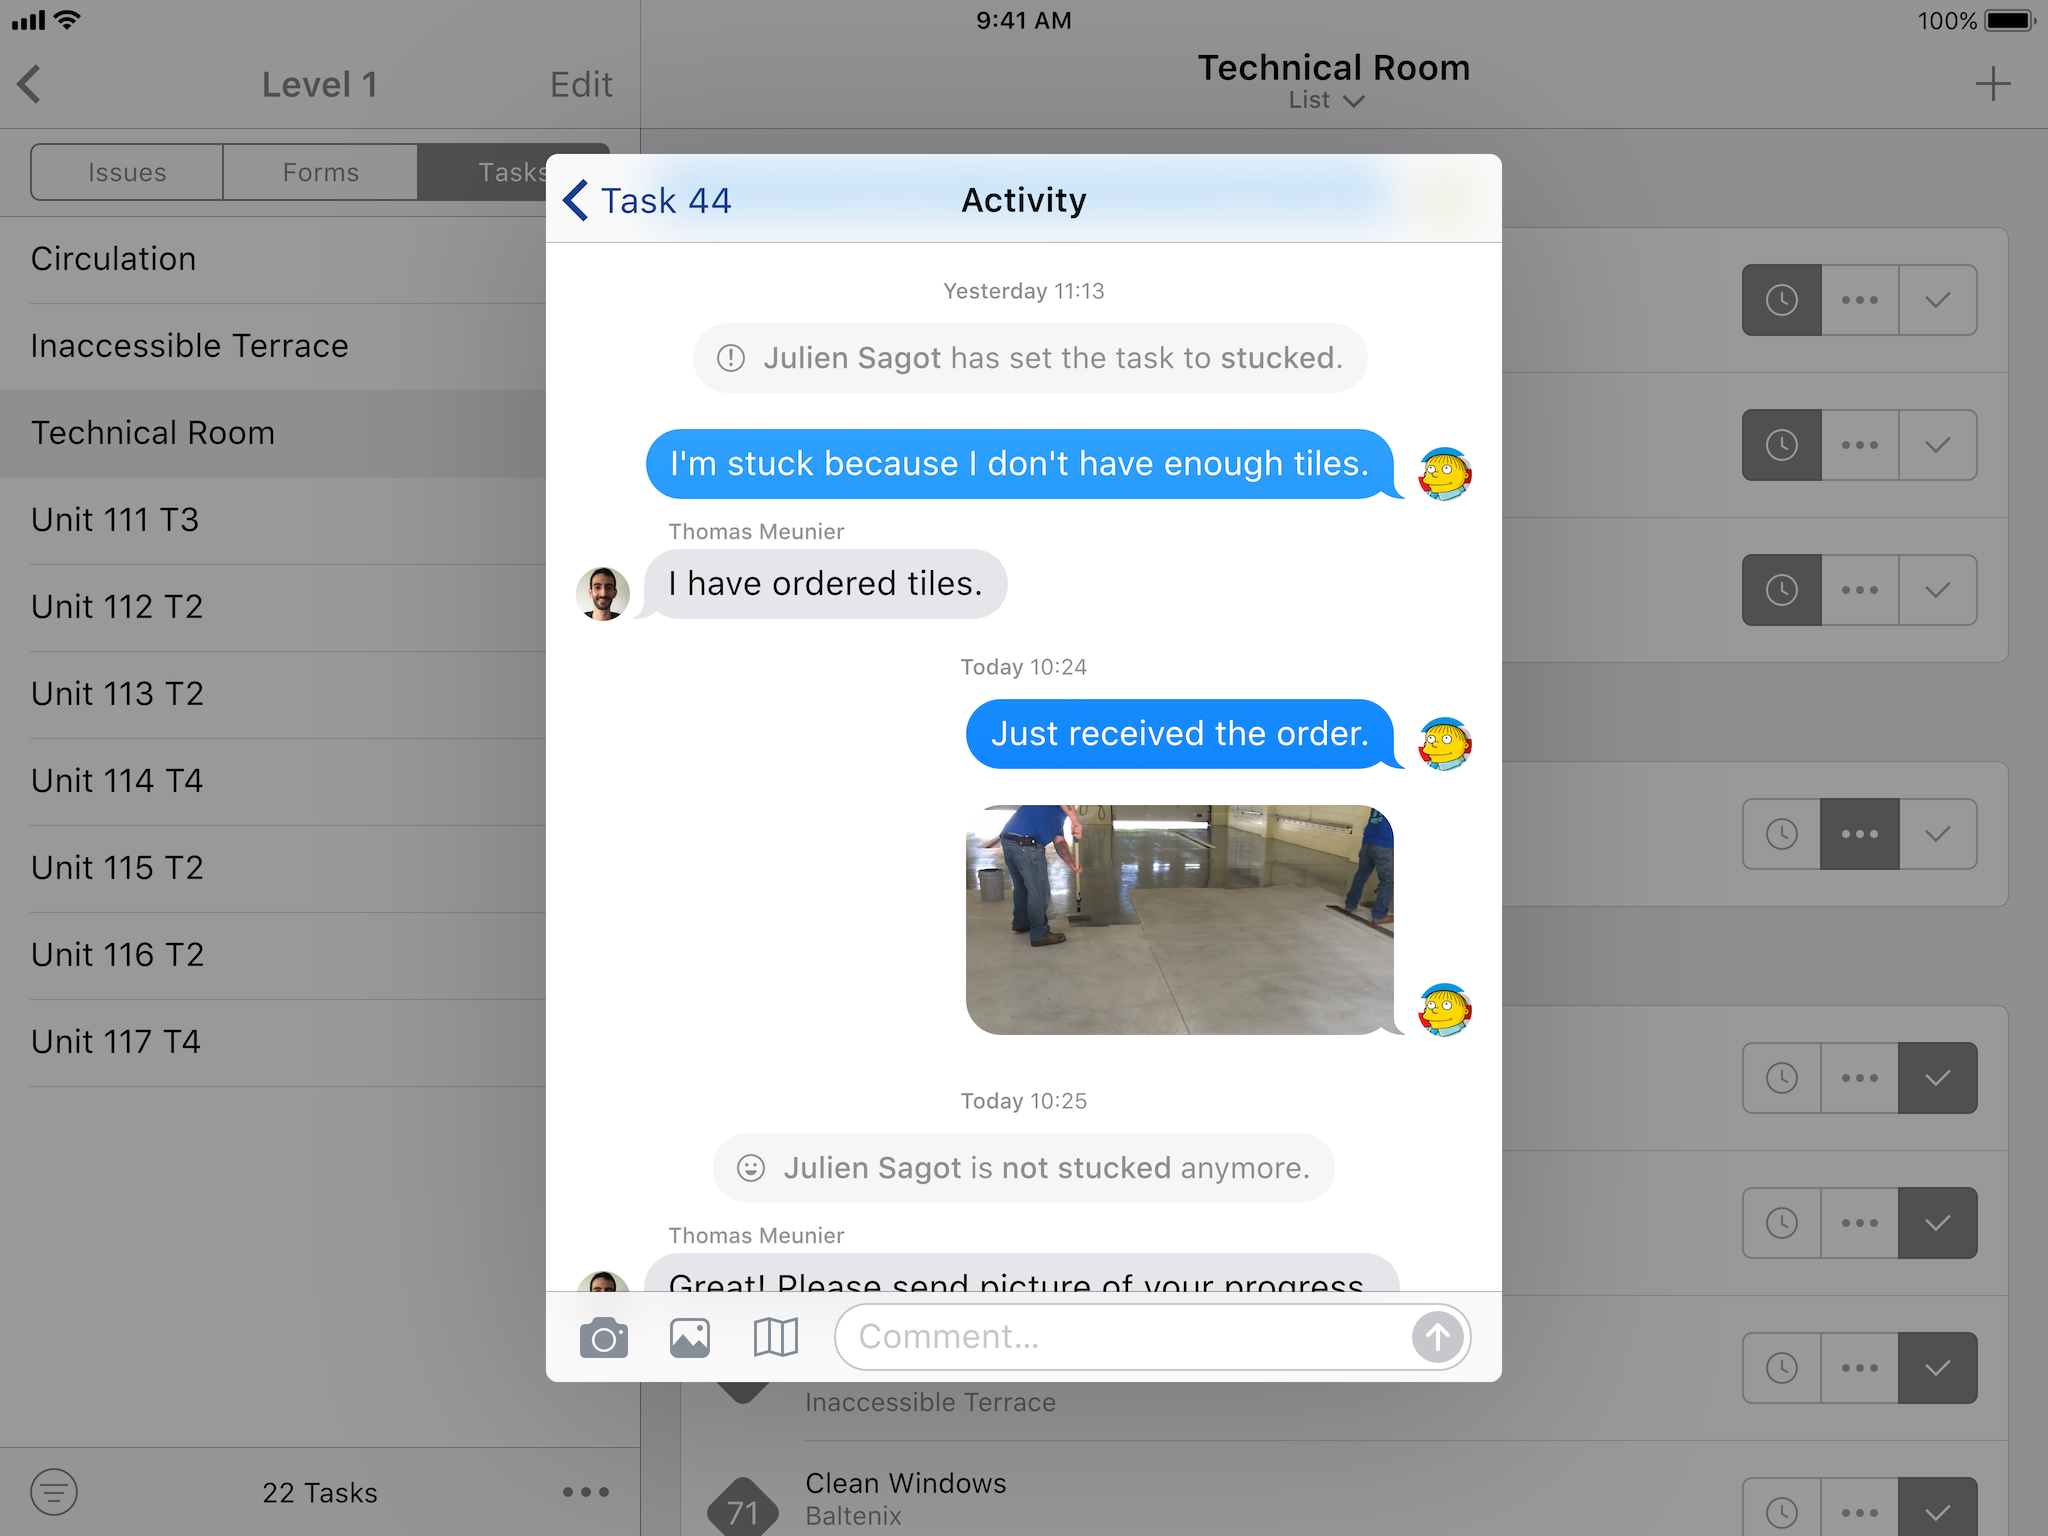 9:41 AM
100%
Level 1
Edit
Technical Room
List
Issues
Forms
Tasks
Circulation
Inaccessible Terrace
Technical Room
Unit 111 T3
Unit 112 T2
Unit 113 T2
Unit 114 T4
Unit 115 T2
Unit 116 T2
Unit 117 T4
22 Tasks
Task 44
Activity
Yesterday 11:13
Julien Sagot has set the task to stucked.
I'm stuck because I don't have enough tiles.
Thomas Meunier
I have ordered tiles.
Today 10:24
Just received the order.
Today 10:25
Julien Sagot is not stucked anymore.
Thomas Meunier
Great! Please send picture of your progress
Comment...
Inaccessible Terrace
71
Clean Windows
Baltenix